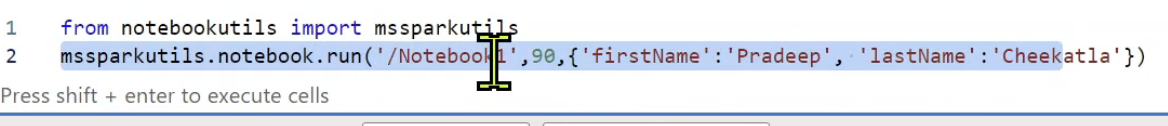 1 from notebookutils import mssparkutils
2 mssparkutils.notebook.run('/Notebook1',90,{'firstName':'Pradeep', 'lastName':'Cheekatla'})
Press shift + enter to execute cells